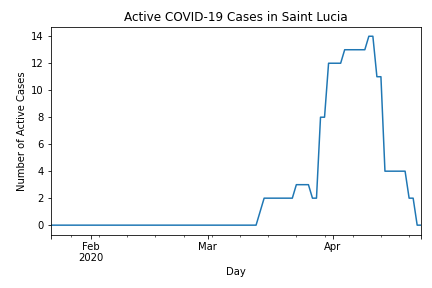 Active COVID-19 Cases in Saint Lucia
Number of Active Cases
14
12
10
8
6
4
2
0
Feb
2020
Mar
Apr
Day